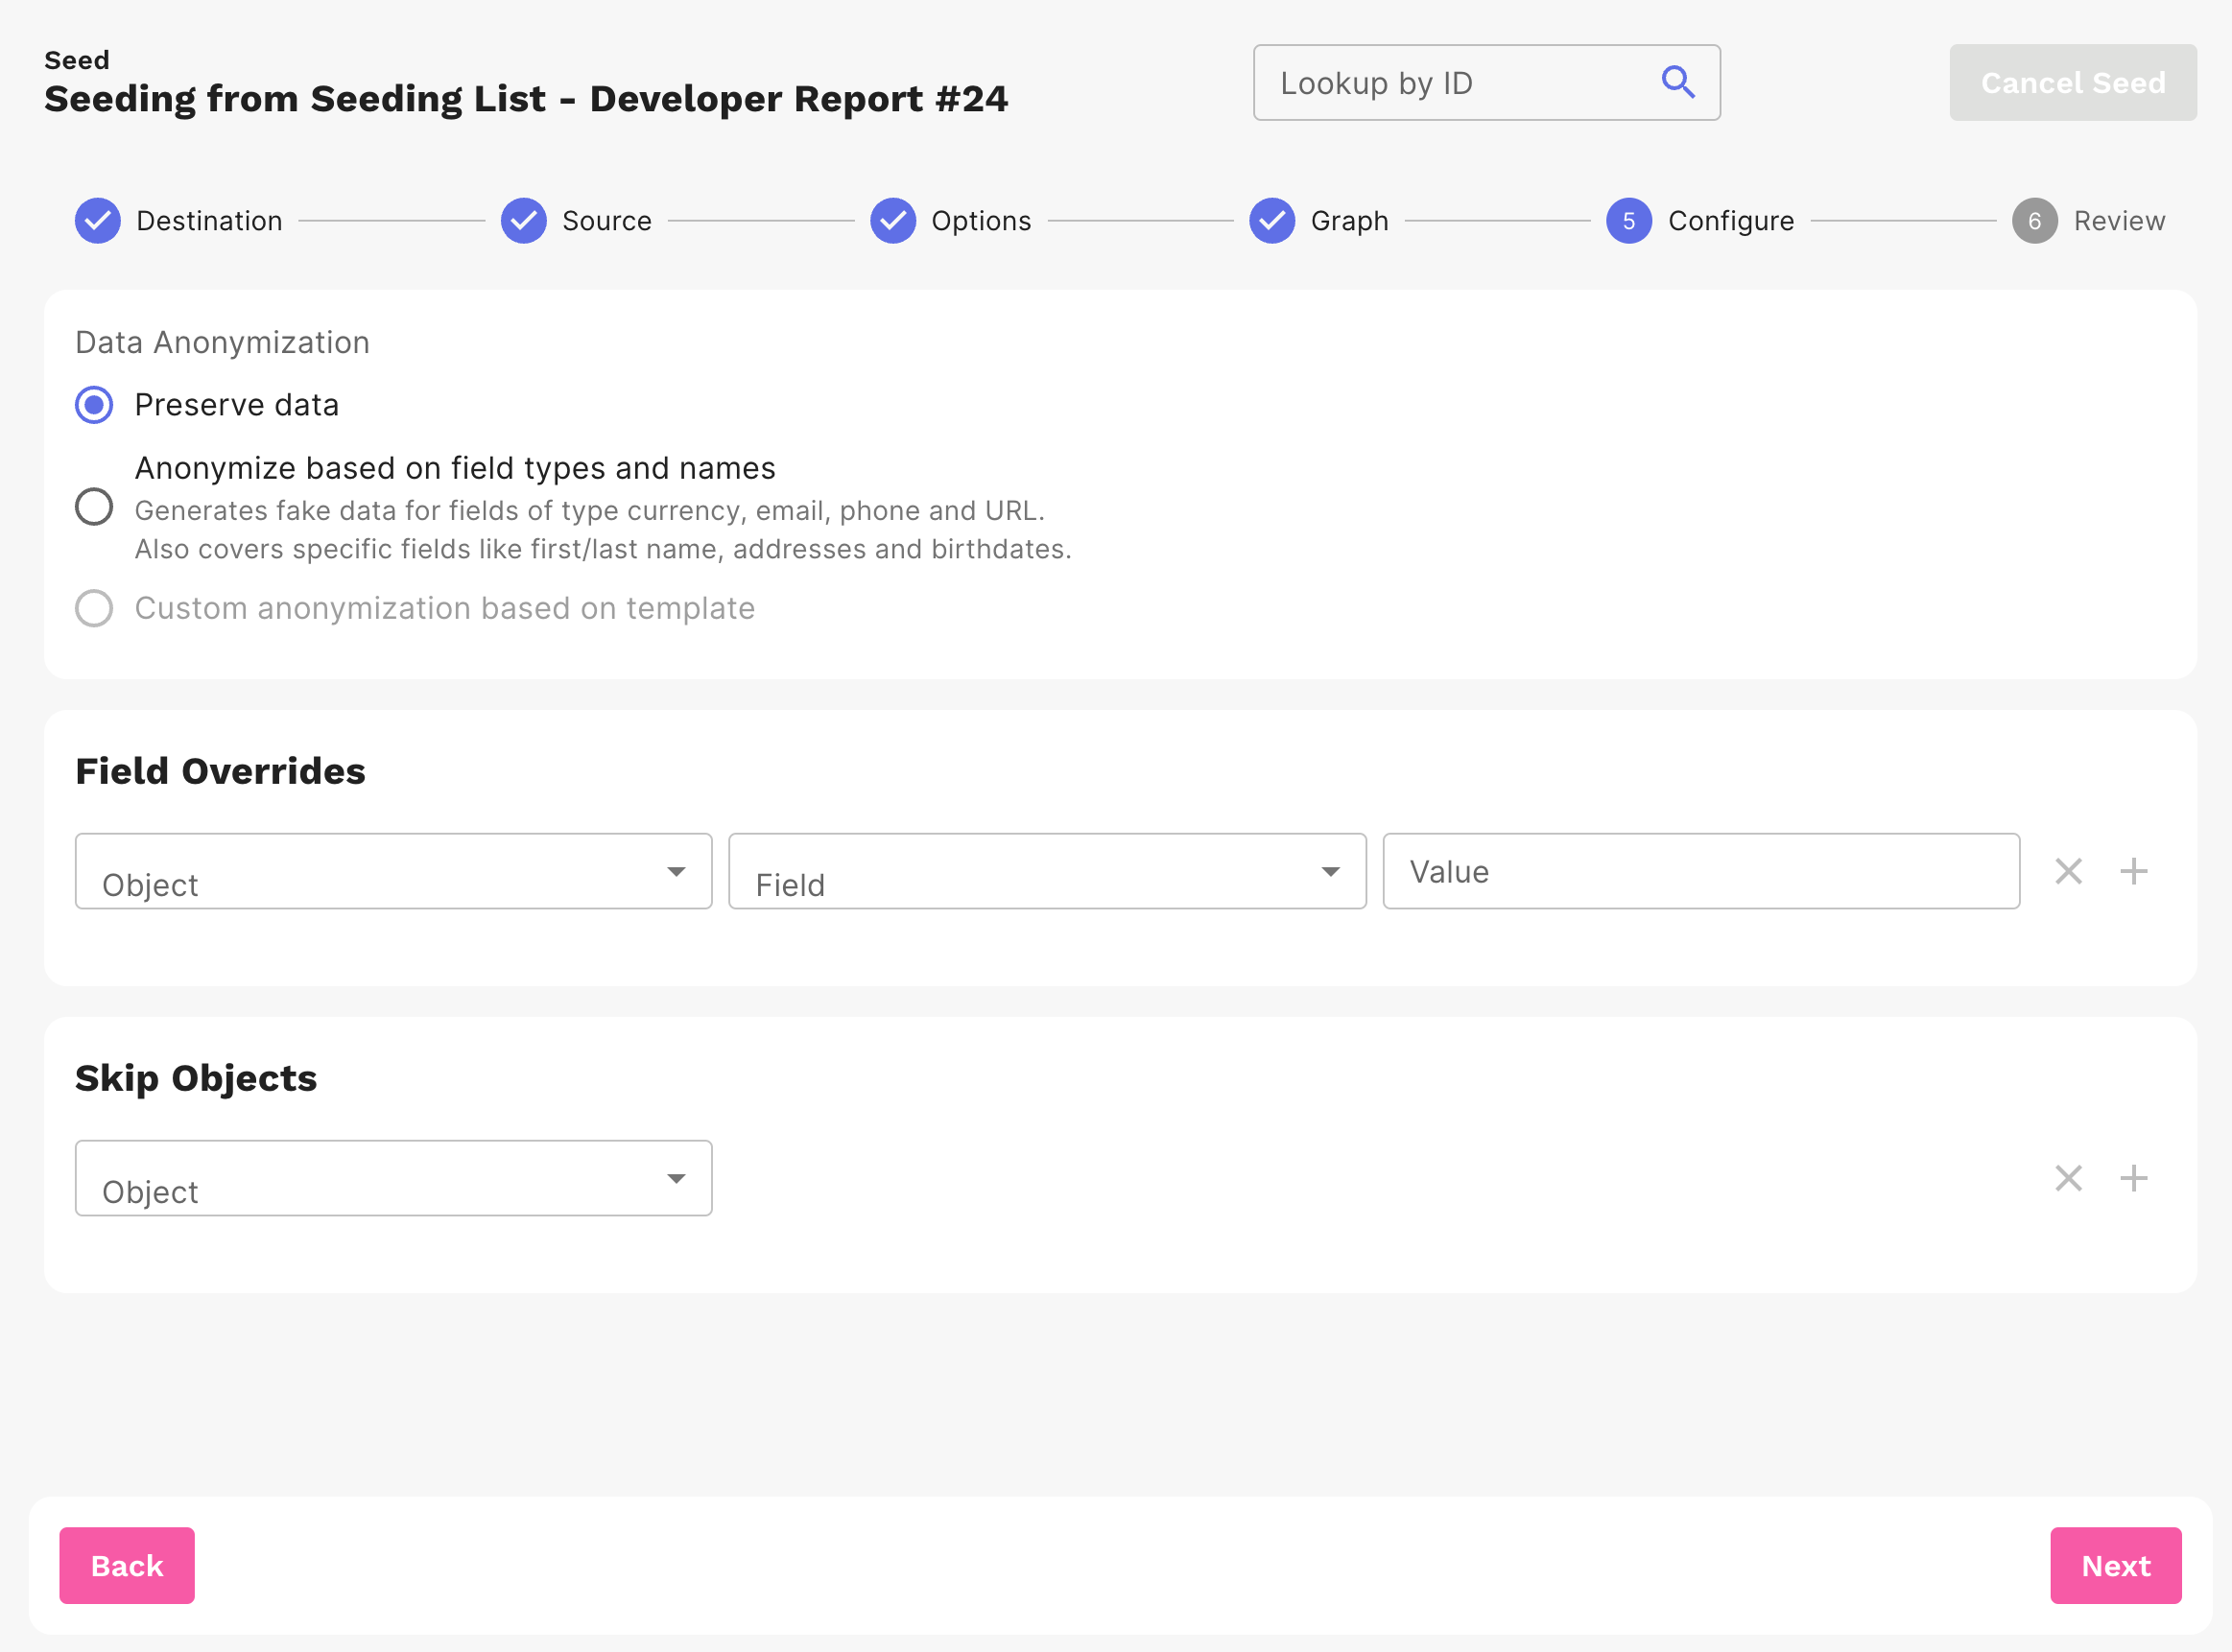 Seed
Seeding from Seeding List - Developer Report #24
Lookup by ID
Cancel Seed
Destination
Source
Options
Graph
5 Configure
6 Review
Data Anonymization
Preserve data
Anonymize based on field types and names
Generates fake data for fields of type currency, email, phone and URL.
Also covers specific fields like first/last name, addresses and birthdates.
Custom anonymization based on template
Field Overrides
Object
Field
Value
Skip Objects
Object
Back
Next